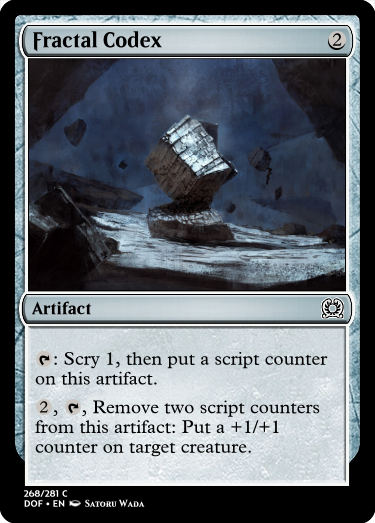 Fractal Codex 2
Artifact
: Scry 1, then put a script counter
on this artifact.
2, , Remove two script counters
from this artifact: Put a +1/+1
counter on target creature.
268/281 C
DOF • EN Satoru Wada